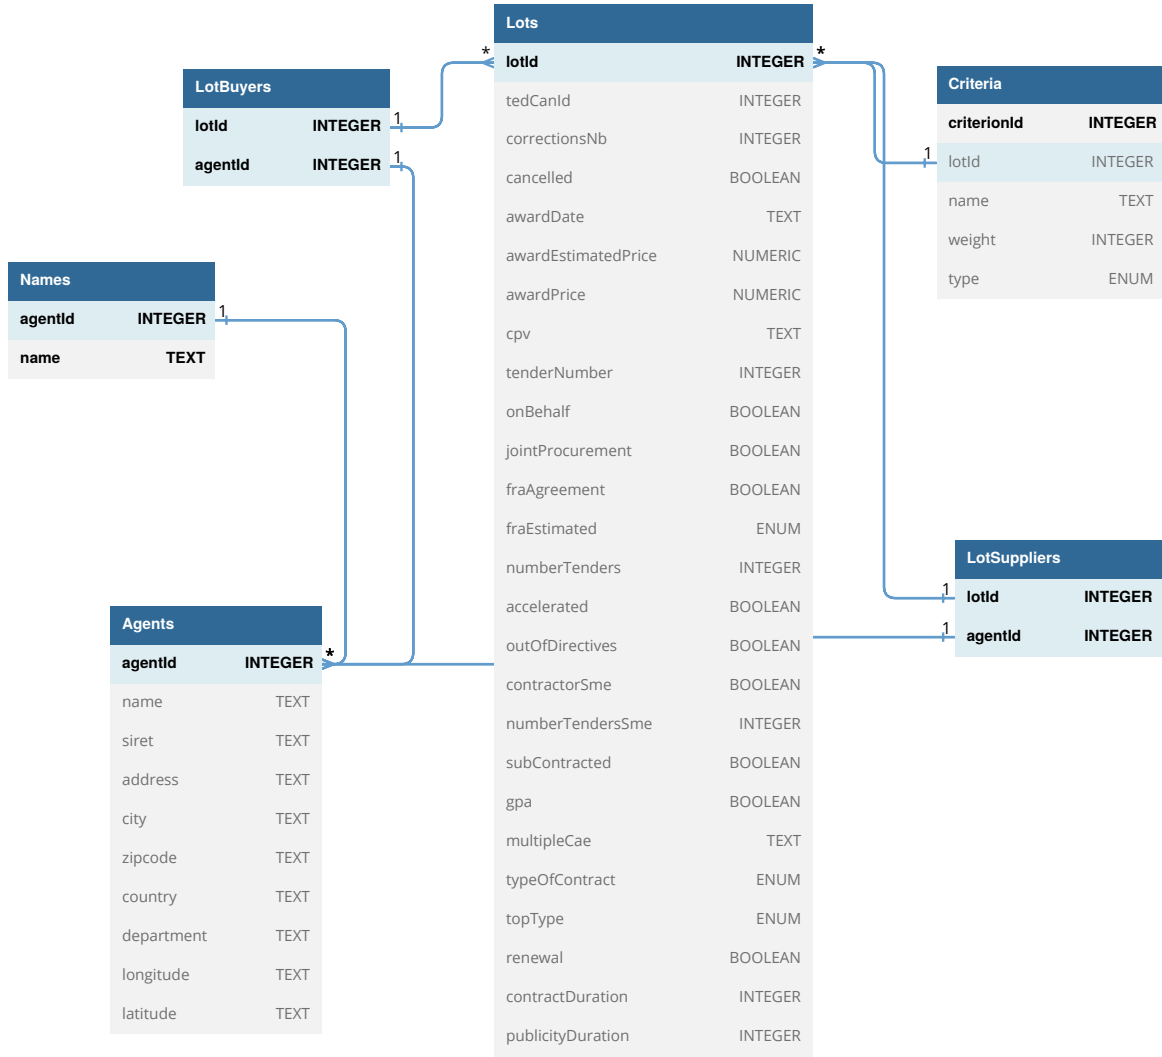 Lots
lotId INTEGER
tedCanId INTEGER
correctionsNb INTEGER
cancelled BOOLEAN
awardDate TEXT
awardEstimatedPrice NUMERIC
awardPrice NUMERIC
cpv TEXT
tenderNumber INTEGER
onBehalf BOOLEAN
jointProcurement BOOLEAN
fraAgreement BOOLEAN
fraEstimated ENUM
numberTenders INTEGER
accelerated BOOLEAN
outOfDirectives BOOLEAN
contractorSme BOOLEAN
numberTendersSme INTEGER
subContracted BOOLEAN
gpa BOOLEAN
multipleCae TEXT
typeOfContract ENUM
topType ENUM
renewal BOOLEAN
contractDuration INTEGER
publicityDuration INTEGER
* *
LotBuyers
lotId INTEGER 1
agentId INTEGER 1
Names
agentId INTEGER 1
name TEXT
Agents
agentId INTEGER *
name TEXT
siret TEXT
address TEXT
city TEXT
zipcode TEXT
country TEXT
department TEXT
longitude TEXT
latitude TEXT
Criteria
criterionId INTEGER
1 lotId INTEGER
name TEXT
weight INTEGER
type ENUM
LotSuppliers
1 lotId INTEGER
1 agentId INTEGER